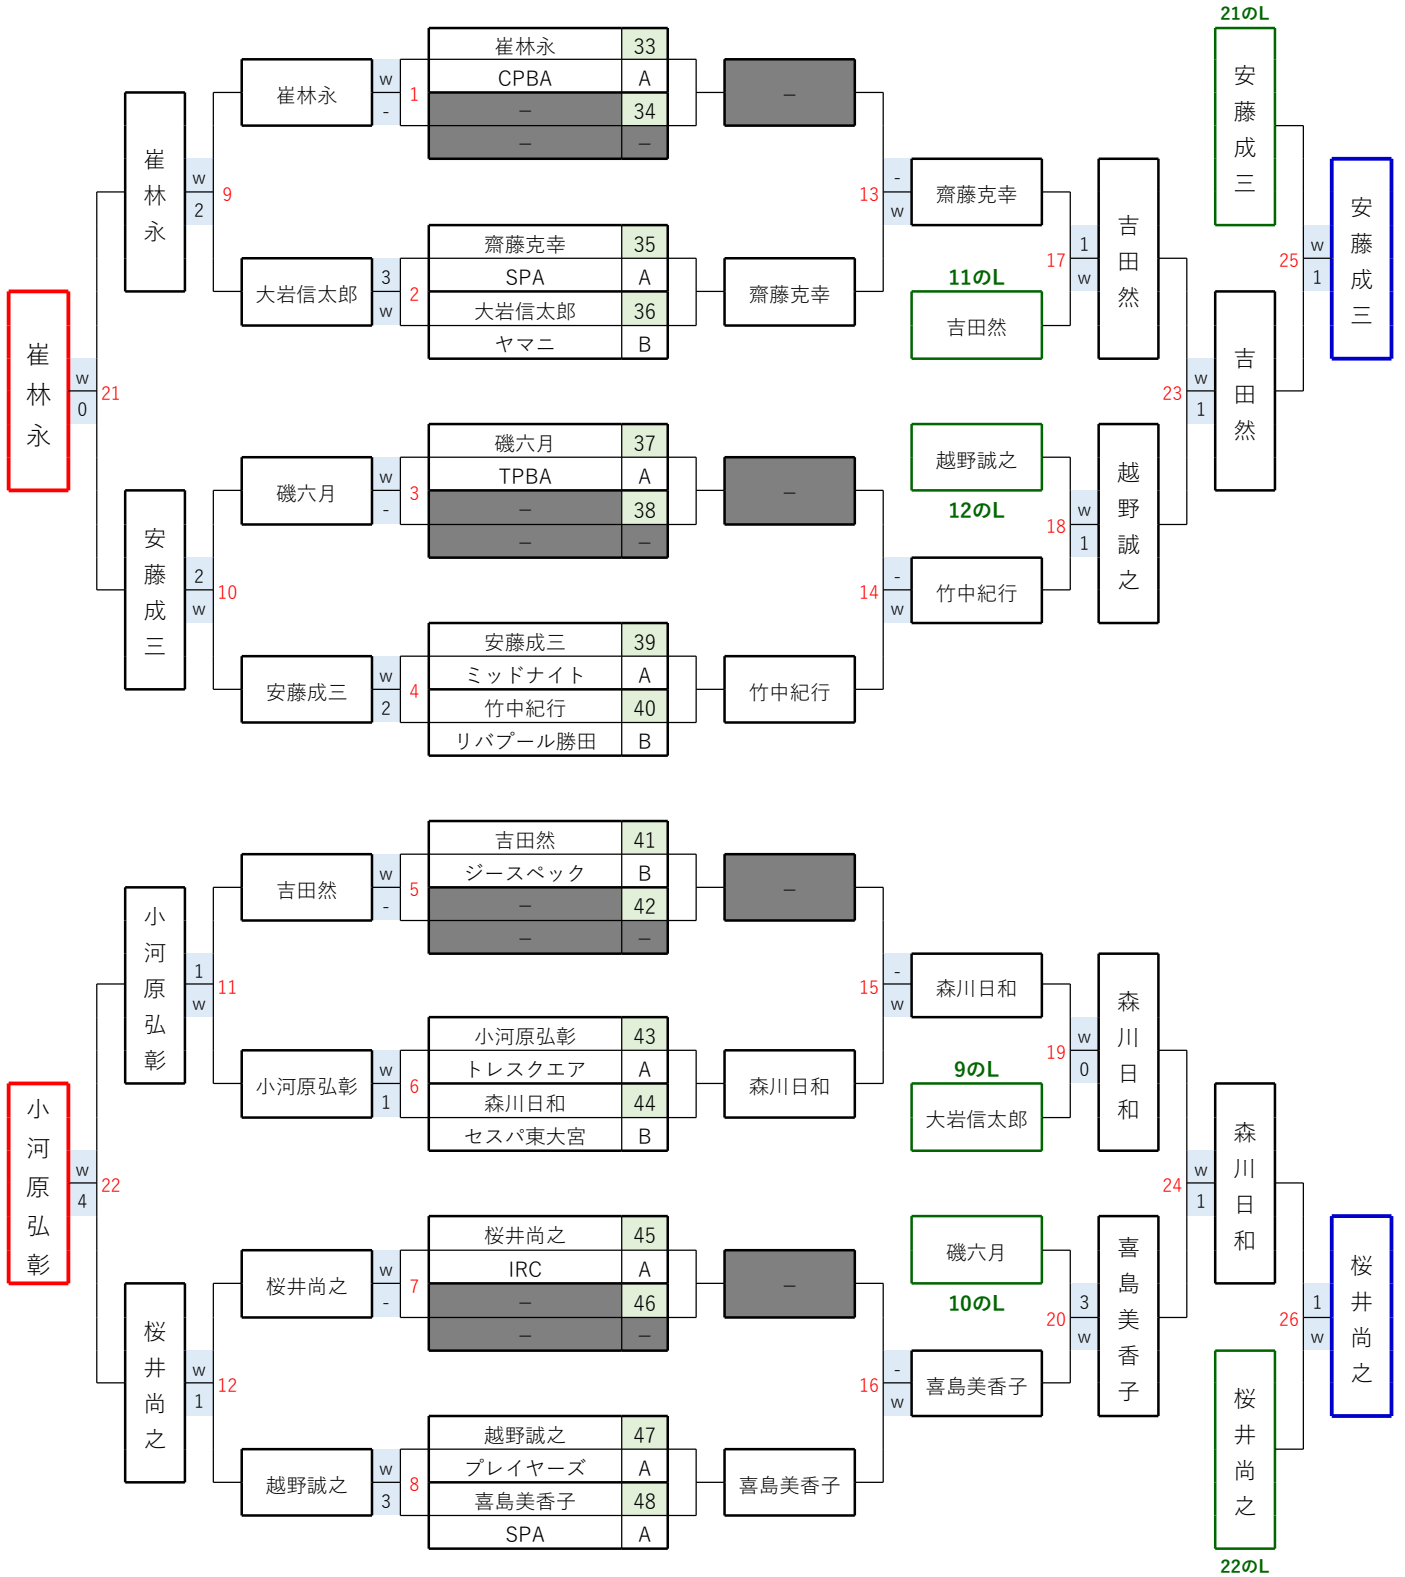 21のL
崔林永 33
CPBA A
– 34
– –
崔林永
w
-
1
–
安藤成三
崔林永
w
2
9
齋藤克幸 35
SPA A
大岩信太郎 36
ヤマニ B
大岩信太郎
3
w
2
齋藤克幸
13
-
w
齋藤克幸
11のL
吉田然
17
1
w
吉田然
25
w
1
安藤成三
崔林永
w
0
21
磯六月 37
TPBA A
– 38
– –
磯六月
w
-
3
–
越野誠之
12のL
23
w
1
吉田然
安藤成三
2
w
10
安藤成三 39
ミッドナイト A
竹中紀行 40
リバプール勝田 B
安藤成三
w
2
4
竹中紀行
14
-
w
竹中紀行
18
w
1
越野誠之
吉田然 41
ジースペック B
– 42
– –
吉田然
w
-
5
–
小河原弘彰
1
w
11
小河原弘彰 43
トレスクエア A
森川日和 44
セスパ東大宮 B
小河原弘彰
w
1
6
森川日和
15
-
w
森川日和
9のL
大岩信太郎
19
w
0
森川日和
小河原弘彰
w
4
22
桜井尚之 45
IRC A
– 46
– –
桜井尚之
w
-
7
–
磯六月
10のL
24
w
1
森川日和
桜井尚之
w
1
12
越野誠之 47
プレイヤーズ A
喜島美香子 48
SPA A
越野誠之
w
3
8
喜島美香子
16
-
w
喜島美香子
20
3
w
喜島美香子
26
1
w
桜井尚之
桜井尚之
22のL